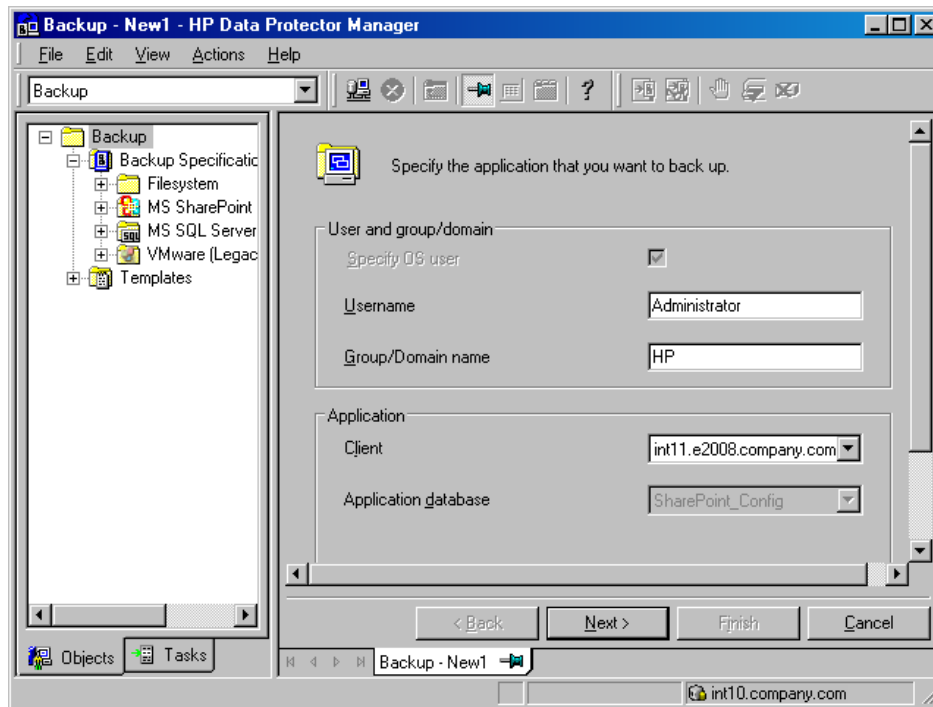 Backup - New1 - HP Data Protector Manager
File Edit View Actions Help
Backup
Backup
Backup Specificatic
Filesystem
MS SharePoint
MS SQL Server
VMware (Legac
Templates
Specify the application that you want to back up.
User and group/domain
Specify OS user
Username
Administrator
Group/Domain name
HP
Application
Client
int11.e2008.company.com
Application database
SharePoint_Config
< Back
Next >
Finish
Cancel
Objects
Tasks
Backup - New1
int10.company.com